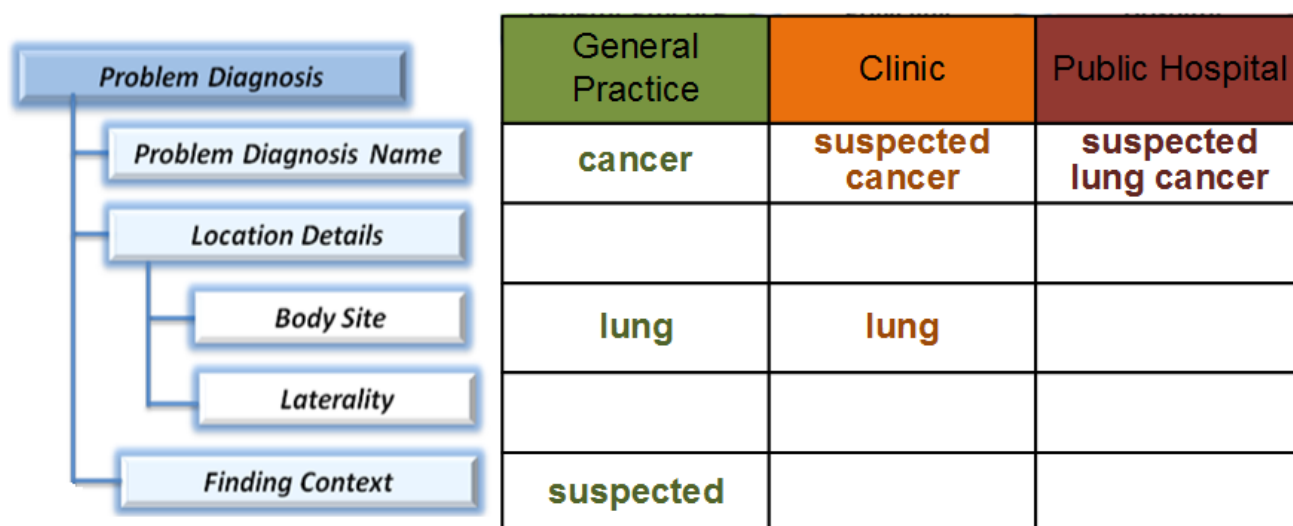 General
Practice
Clinic
Public Hospital
Problem Diagnosis
Problem Diagnosis Name
cancer
suspected
cancer
suspected
lung cancer
Location Details
Body Site
lung
lung
Laterality
Finding Context
suspected